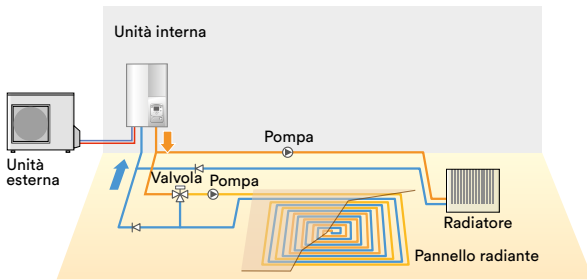 Unità interna
Pompa
Unità
esterna
Valvola
Pompa
Radiatore
Pannello radiante